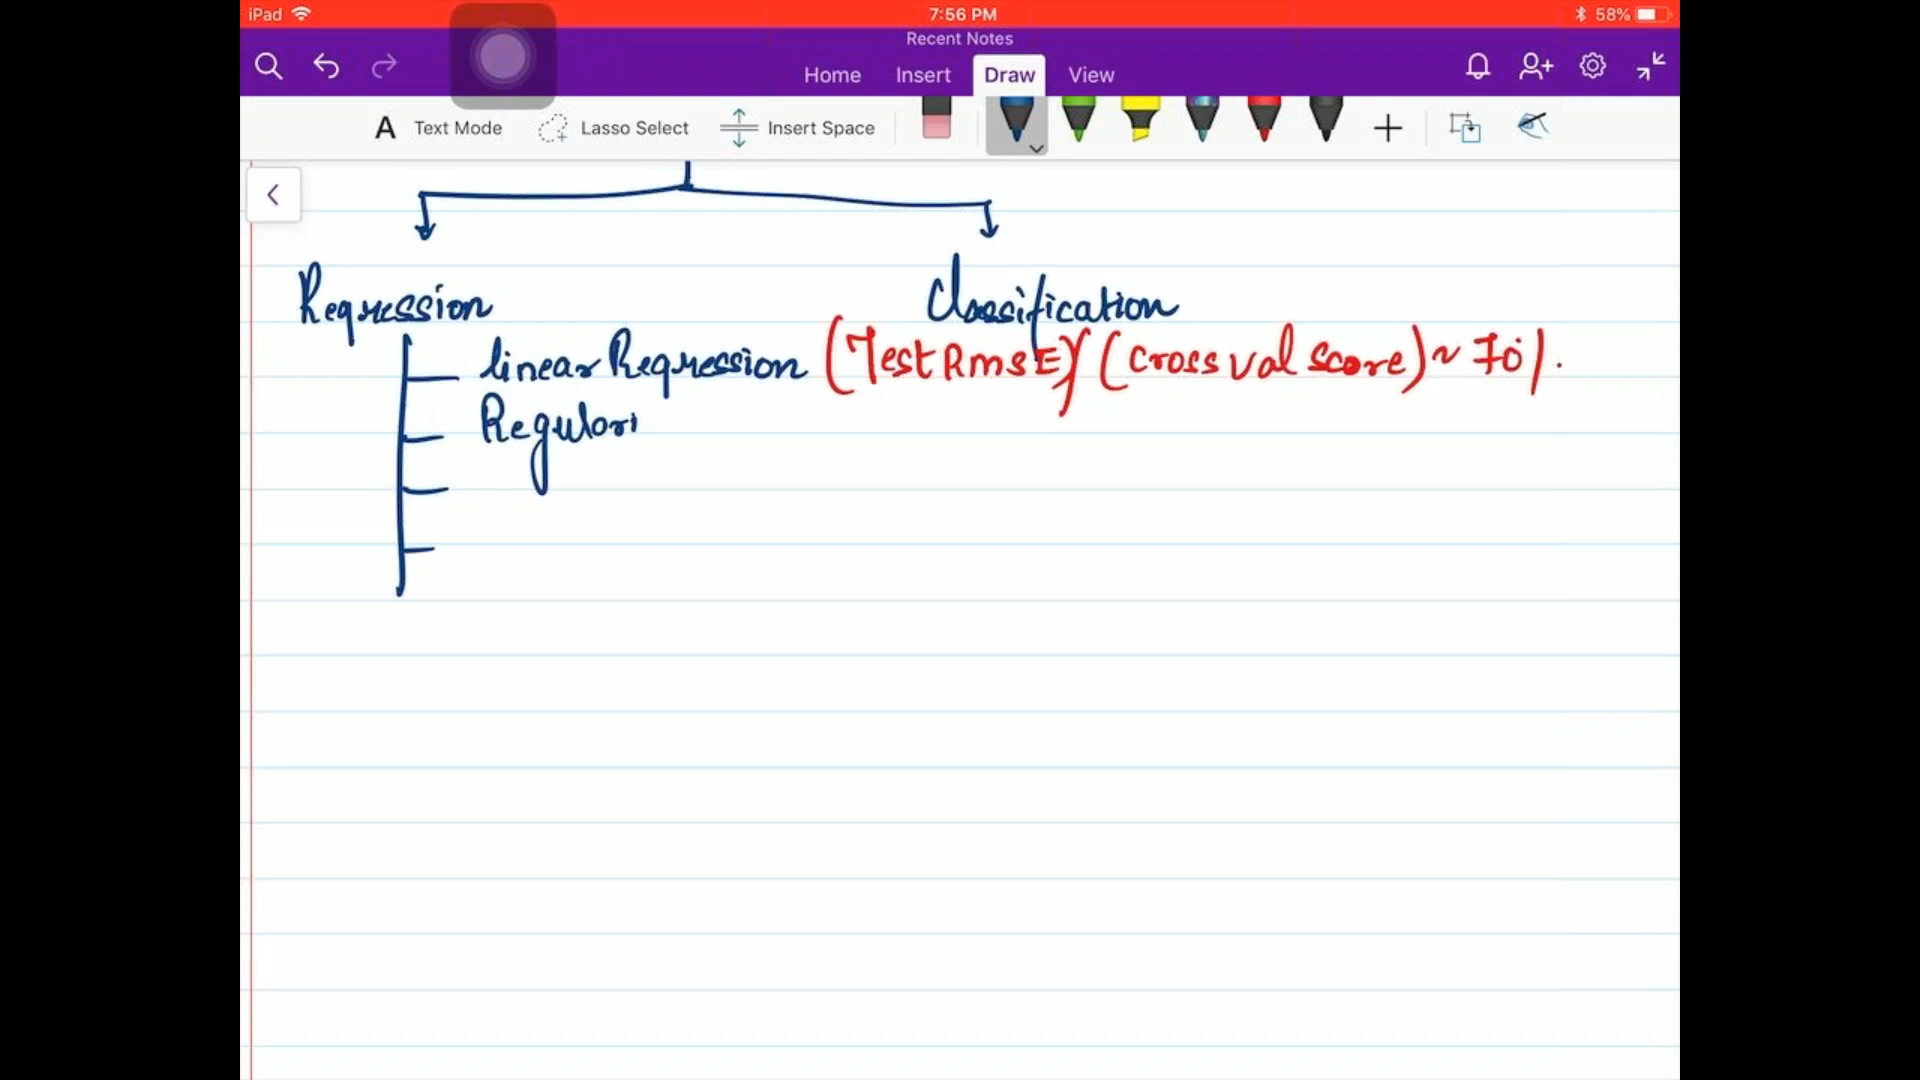 iPad 7:56 PM 58%
Recent Notes
Home Insert Draw View
A Text Mode Lasso Select Insert Space
Regression Classification
linear Regression (Test RmsE) (Cross val score) ~ 70%.
Regulari